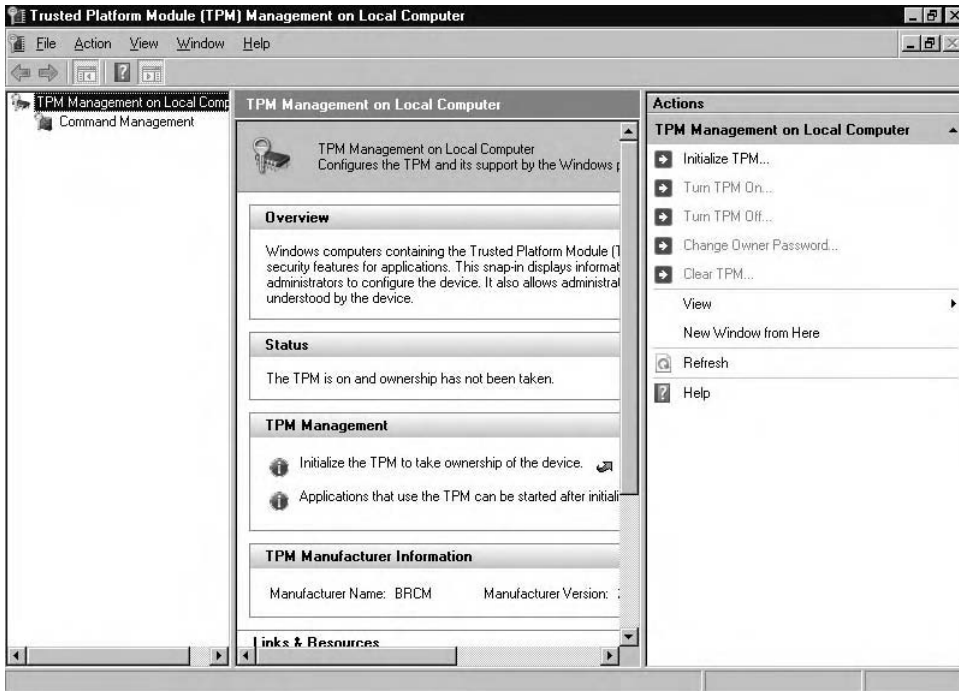 Trusted Platform Module (TPM) Management on Local Computer
File Action View Window Help
TPM Management on Local Comp
Command Management
TPM Management on Local Computer
TPM Management on Local Computer
Configures the TPM and its support by the Windows
Overview
Windows computers containing the Trusted Platform Module
security features for applications. This snap-in displays informat
administrators to configure the device. It also allows administra
understood by the device.
Status
The TPM is on and ownership has not been taken.
TPM Management
Initialize the TPM to take ownership of the device.
Applications that use the TPM can be started after initiali
TPM Manufacturer Information
Manufacturer Name: BRCM Manufacturer Version:
Links & Resources
Actions
TPM Management on Local Computer
Initialize TPM...
Turn TPM On...
Turn TPM Off...
Change Owner Password...
Clear TPM...
View
New Window from Here
Refresh
Help